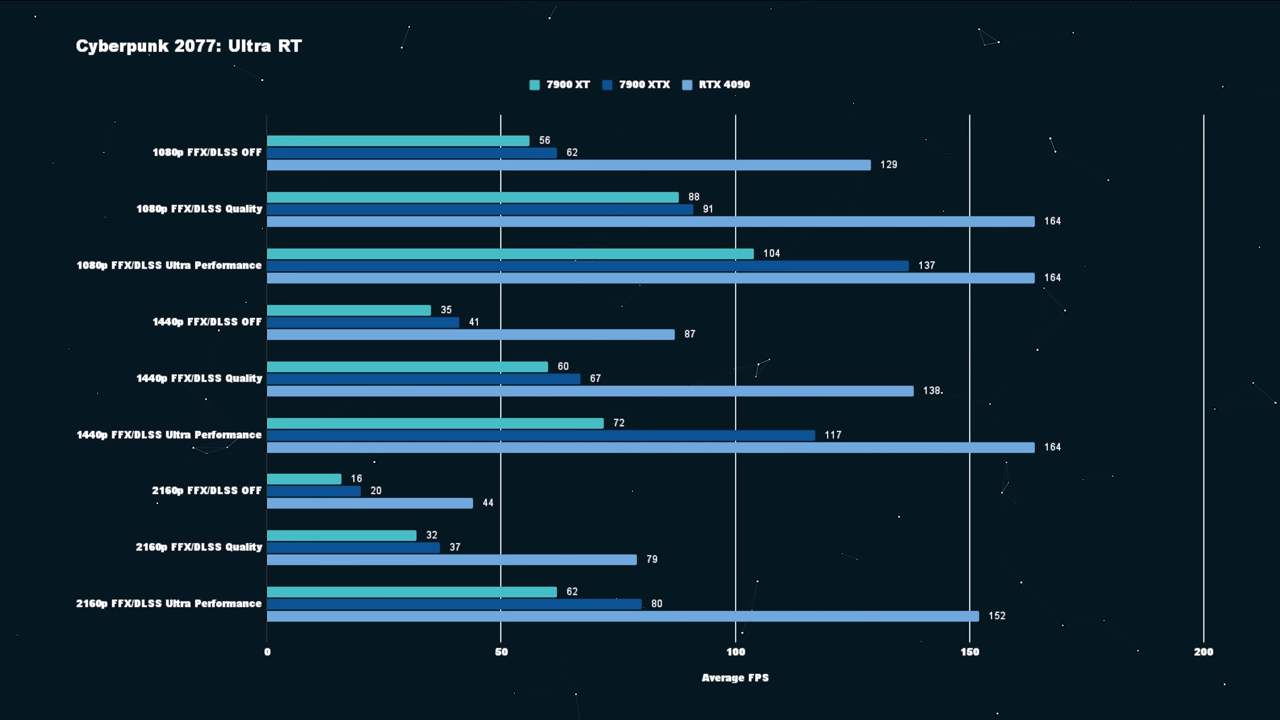 Cyberpunk 2077: Ultra RT
7900 XT 7900 XTX RTX 4090
1080p FFX/DLSS OFF 56 62 129
1080p FFX/DLSS Quality 88 91 164
1080p FFX/DLSS Ultra Performance 104 137 164
1440p FFX/DLSS OFF 35 41 87
1440p FFX/DLSS Quality 60 67 138
1440p FFX/DLSS Ultra Performance 72 117 164
2160p FFX/DLSS OFF 16 20 44
2160p FFX/DLSS Quality 32 37 79
2160p FFX/DLSS Ultra Performance 62 80 152
0 50 100 150 200
Average FPS